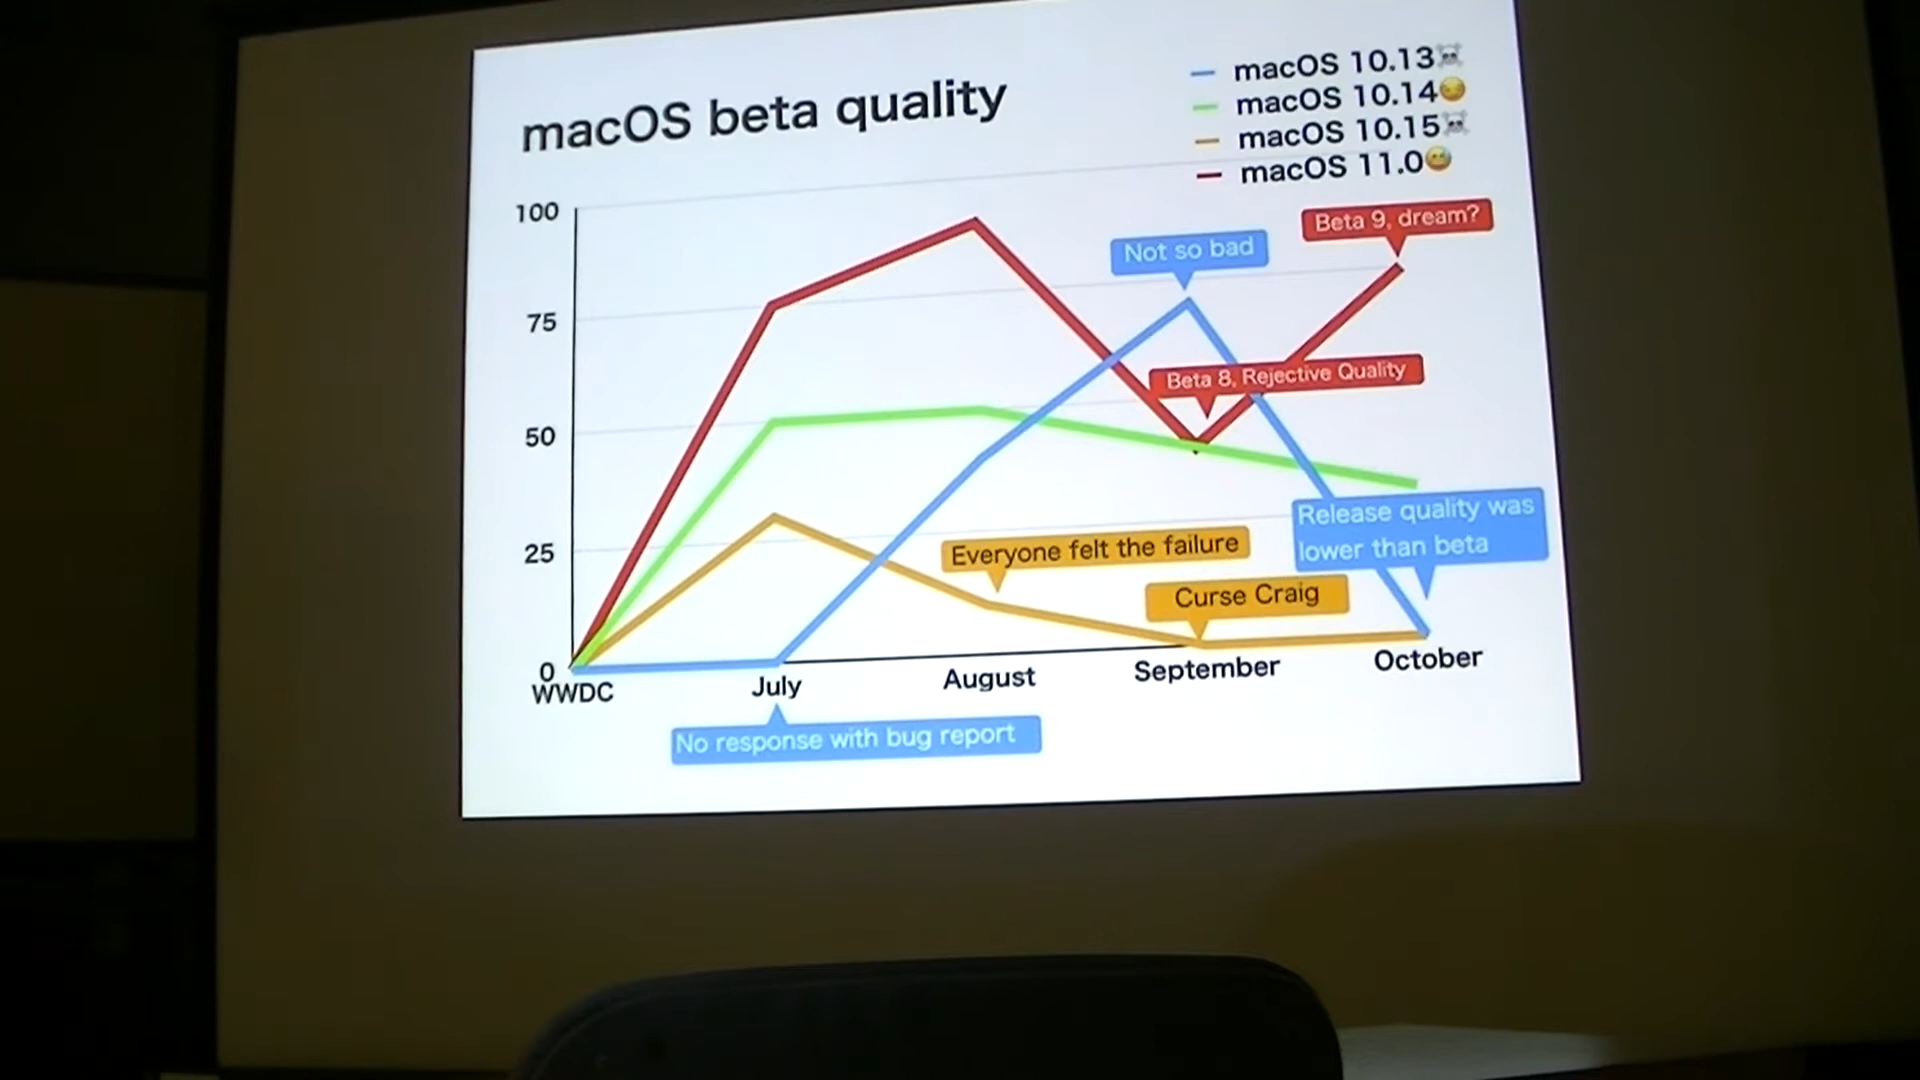 macOS beta quality
macOS 10.13☠️
macOS 10.14😏
macOS 10.15☠️
macOS 11.0
100
75
50
25
0
Beta 9, dream?
Not so bad
Beta 8, Rejective Quality
Release quality was
lower than beta
Everyone felt the failure
Curse Craig
WWDC
July
August
September
October
No response with bug report